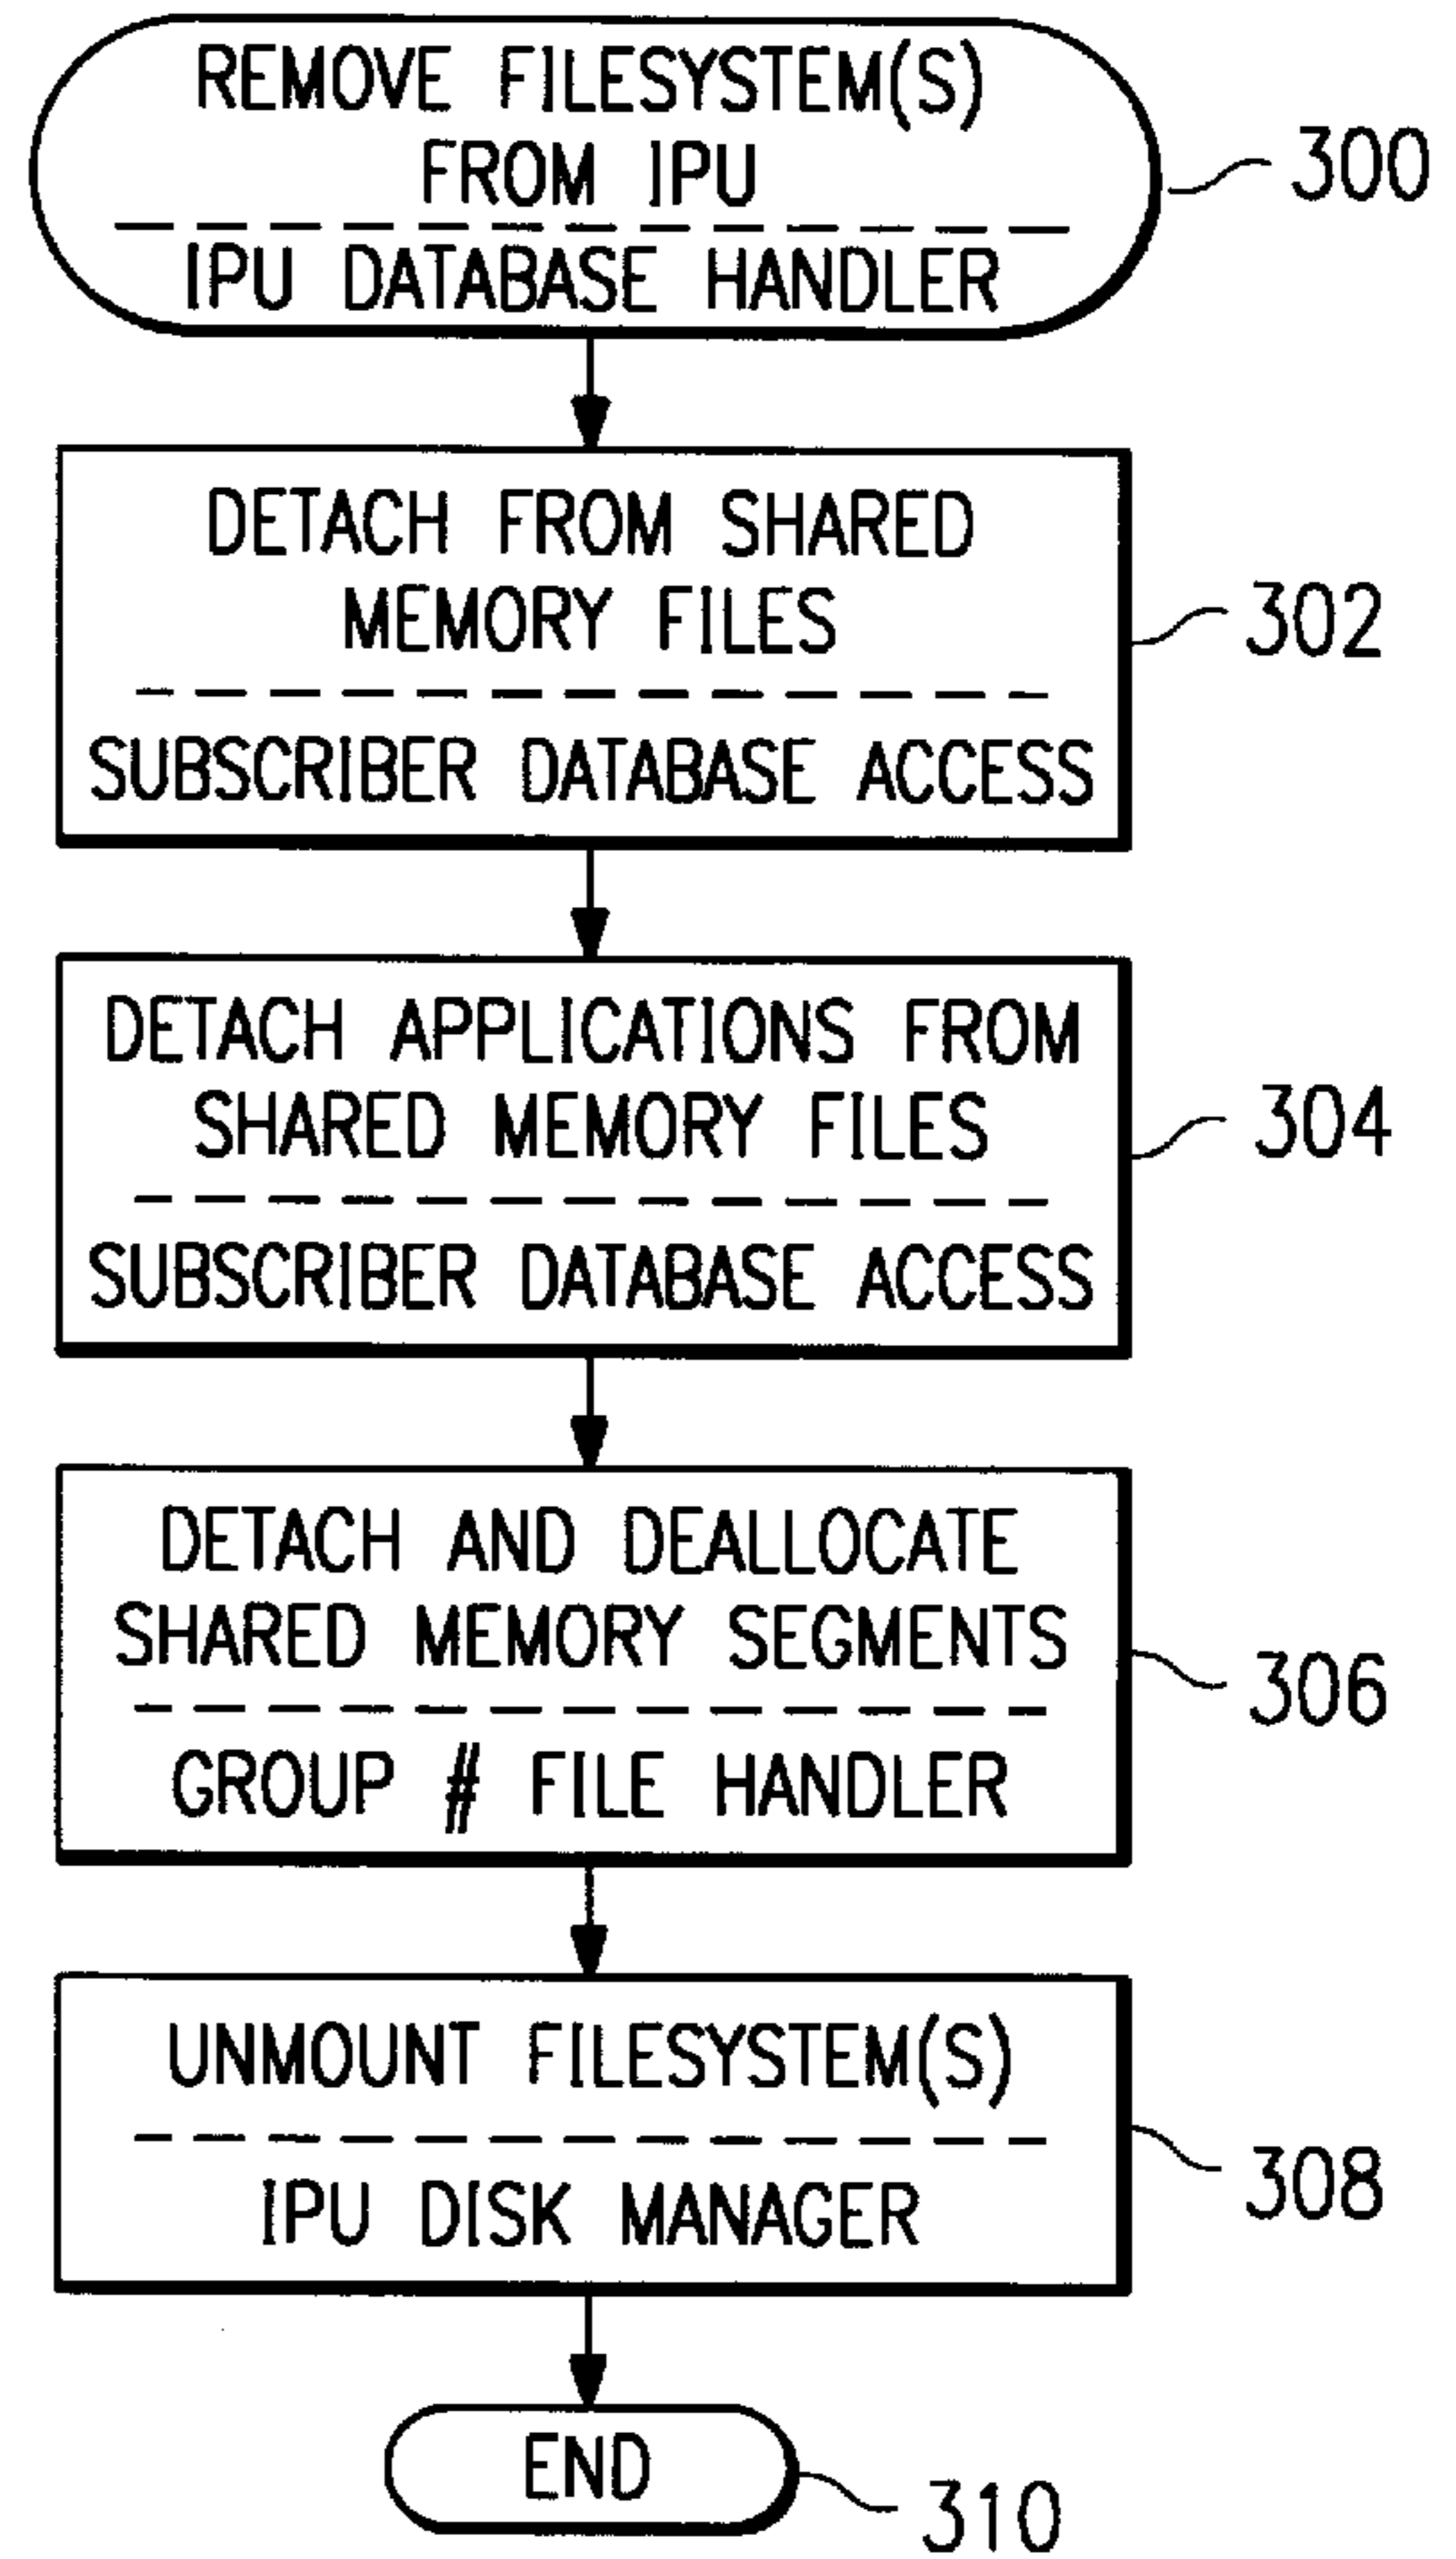 REMOVE FILESYSTEM(S)
FROM IPU
IPU DATABASE HANDLER
300
DETACH FROM SHARED
MEMORY FILES
SUBSCRIBER DATABASE ACCESS
302
DETACH APPLICATIONS FROM
SHARED MEMORY FILES
SUBSCRIBER DATABASE ACCESS
304
DETACH AND DEALLOCATE
SHARED MEMORY SEGMENTS
GROUP # FILE HANDLER
306
UNMOUNT FILESYSTEM(S)
IPU DISK MANAGER
308
END
310